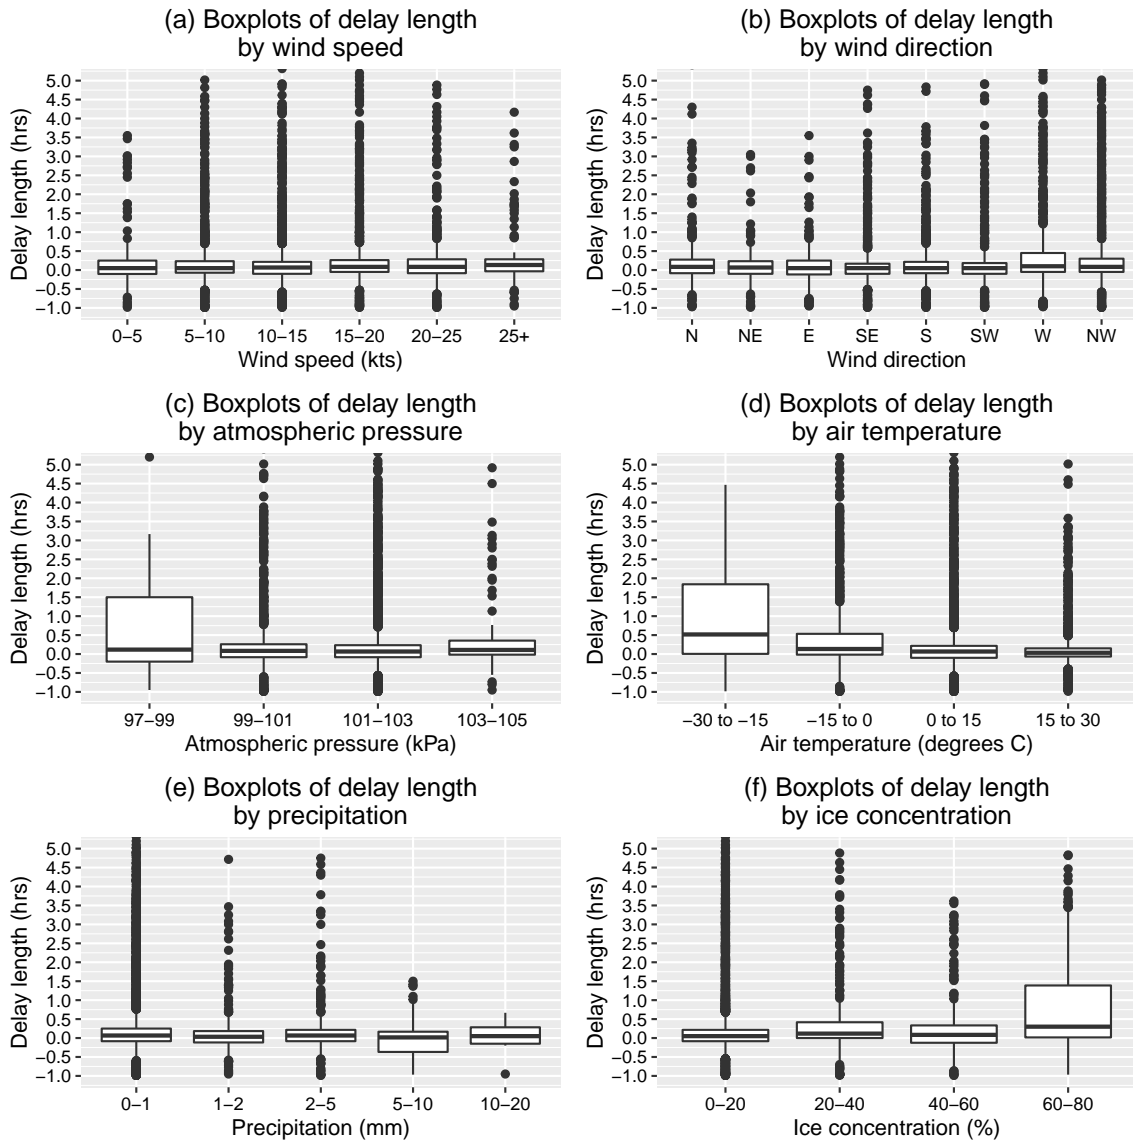 (a) Boxplots of delay length
by wind speed
5.0
4.5
4.0
3.5
3.0
2.5
2.0
1.5
1.0
0.5
0.0
−0.5
−1.0
Delay length (hrs)
0−5 5−10 10−15 15−20 20−25 25+
Wind speed (kts)
(b) Boxplots of delay length
by wind direction
5.0
4.5
4.0
3.5
3.0
2.5
2.0
1.5
1.0
0.5
0.0
−0.5
−1.0
Delay length (hrs)
N NE E SE S SW W NW
Wind direction
(c) Boxplots of delay length
by atmospheric pressure
5.0
4.5
4.0
3.5
3.0
2.5
2.0
1.5
1.0
0.5
0.0
−0.5
−1.0
Delay length (hrs)
97−99 99−101 101−103 103−105
Atmospheric pressure (kPa)
(d) Boxplots of delay length
by air temperature
5.0
4.5
4.0
3.5
3.0
2.5
2.0
1.5
1.0
0.5
0.0
−0.5
−1.0
Delay length (hrs)
−30 to −15 −15 to 0 0 to 15 15 to 30
Air temperature (degrees C)
(e) Boxplots of delay length
by precipitation
5.0
4.5
4.0
3.5
3.0
2.5
2.0
1.5
1.0
0.5
0.0
−0.5
−1.0
Delay length (hrs)
0−1 1−2 2−5 5−10 10−20
Precipitation (mm)
(f) Boxplots of delay length
by ice concentration
5.0
4.5
4.0
3.5
3.0
2.5
2.0
1.5
1.0
0.5
0.0
−0.5
−1.0
Delay length (hrs)
0−20 20−40 40−60 60−80
Ice concentration (%)